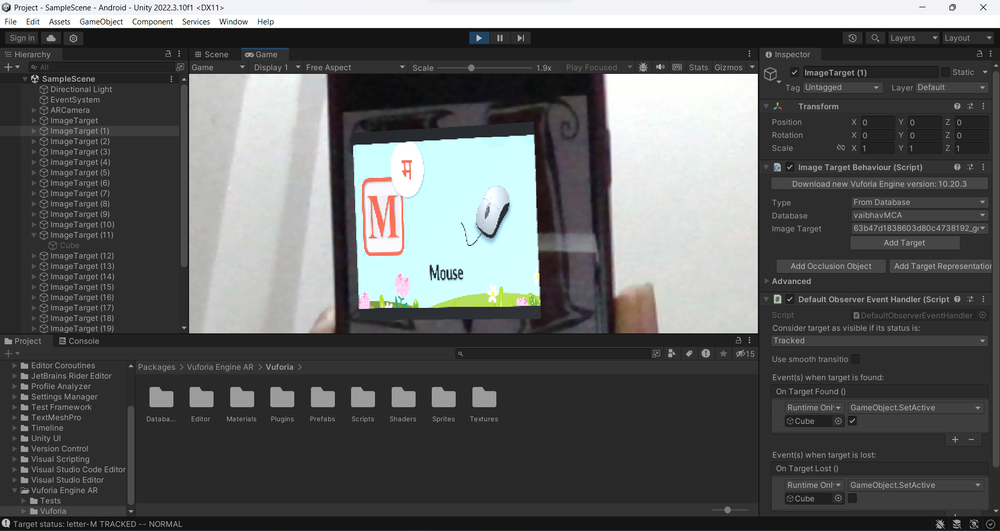 Project - SampleScene - Android - Unity 2022.3.10f1 <DX11>
File Edit Assets GameObject Component Services Window Help
Sign in
Layers
Layout
Hierarchy
All
SampleScene
Directional Light
EventSystem
ARCamera
ImageTarget
ImageTarget (1)
ImageTarget (2)
ImageTarget (3)
ImageTarget (4)
ImageTarget (5)
ImageTarget (6)
ImageTarget (7)
ImageTarget (8)
ImageTarget (9)
ImageTarget (10)
ImageTarget (11)
Cube
ImageTarget (12)
ImageTarget (13)
ImageTarget (14)
ImageTarget (15)
ImageTarget (16)
ImageTarget (17)
ImageTarget (18)
ImageTarget (19)
Scene Game
Game Display 1 Free Aspect Scale 1.9x Play Focused Stats Gizmos
म
M
Mouse
Inspector
ImageTarget (1) Static
Tag Untagged Layer Default
Transform
Position X 0 Y 0 Z 0
Rotation X 0 Y 0 Z 0
Scale X 1 Y 1 Z 1
Image Target Behaviour (Script)
Download new Vuforia Engine version: 10.20.3
Type From Database
Database vaibhavMCA
Image Target 63b47d1838603d80c4738192_g
Add Target
Add Occlusion Object Add Target Representation
Advanced
# Default Observer Event Handler (Script
Script # DefaultObserverEventHandler
Consider target as visible if its status is:
Tracked
Use smooth transitio
Event(s) when target is found:
On Target Found ()
Runtime Onl GameObject.SetActive
Cube
Event(s) when target is lost:
On Target Lost ()
Runtime Onl GameObject.SetActive
Cube
Project Console
15
Editor Coroutines
JetBrains Rider Editor
Profile Analyzer
Settings Manager
Test Framework
TextMeshPro
Timeline
Unity UI
Version Control
Visual Scripting
Visual Studio Code Editor
Visual Studio Editor
Vuforia Engine AR
Tests
Vuforia
Packages > Vuforia Engine AR > Vuforia >
Databa... Editor Materials Plugins Prefabs Scripts Shaders Sprites Textures
Target status: letter-M TRACKED -- NORMAL